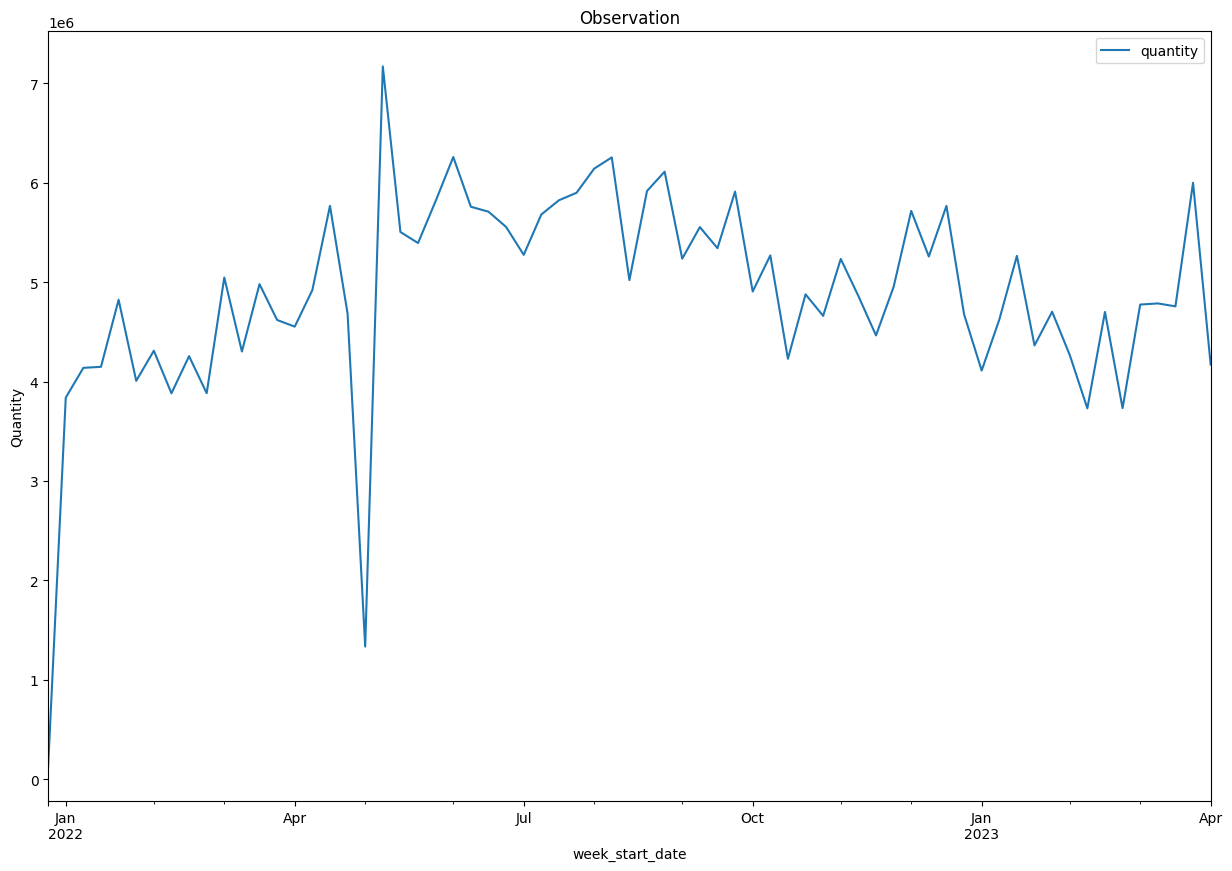 Observation
1e6
quantity
7
6
5
4
3
2
1
0
Quantity
Jan
2022
Apr
Jul
Oct
Jan
2023
Apr
week_start_date